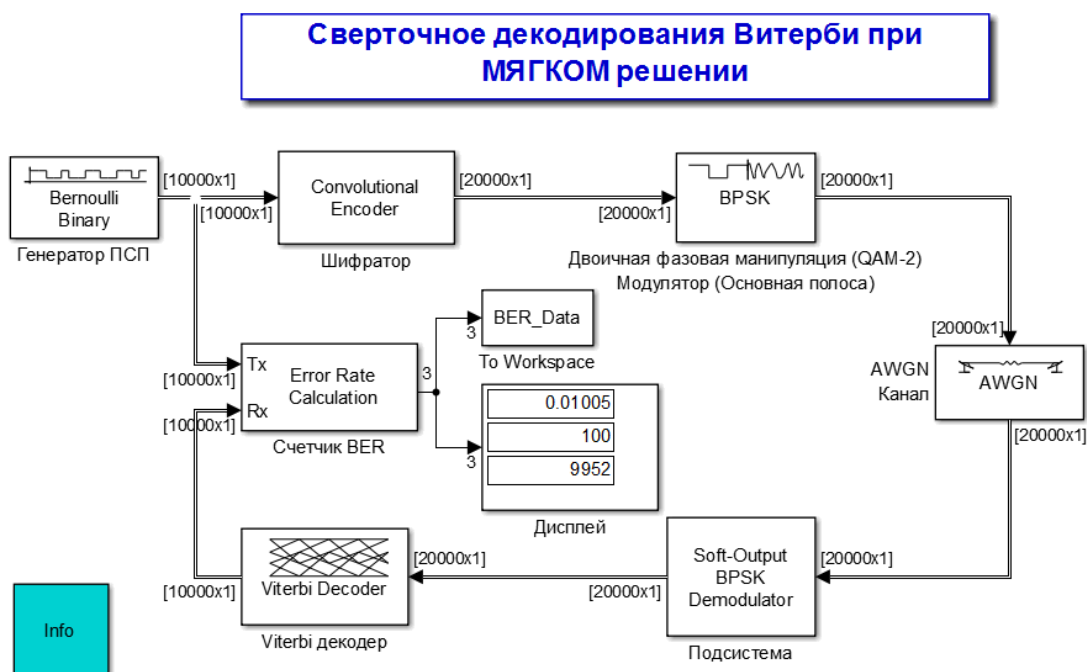 Сверточное декодирования Витерби при
МЯГКОМ решении
Bernoulli
Binary
Генератор ПСП
[10000x1]
[10000x1]
Convolutional
Encoder
Шифратор
[20000x1]
[20000x1]
BPSK
Двоичная фазовая манипуляция (QAM-2)
Модулятор (Основная полоса)
[20000x1]
[20000x1]
AWGN
Канал
AWGN
[20000x1]
BER_Data
3
To Workspace
[10000x1]
Tx
Rx
Error Rate
Calculation
3
[10000x1]
Счетчик BER
0.01005
100
9952
3
Дисплей
Viterbi Decoder
[20000x1]
[10000x1]
Viterbi декодер
[20000x1]
Soft-Output
BPSK
Demodulator
[20000x1]
Подсистема
Info